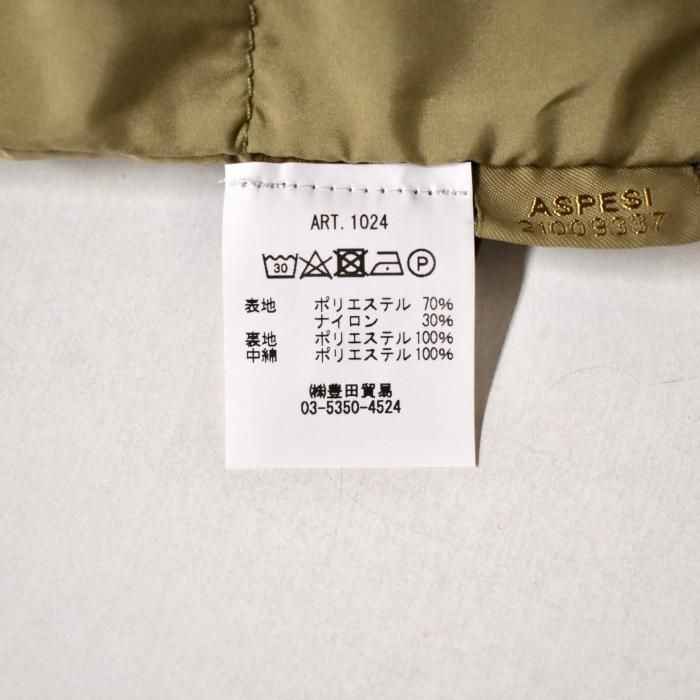 ART. 1024
30 P
表地 ポリエステル 70%
ナイロン 30%
裏地 ポリエステル 100%
中綿 ポリエステル 100%
㈱豊田貿易
03-5350-4524
ASPESI
21009337